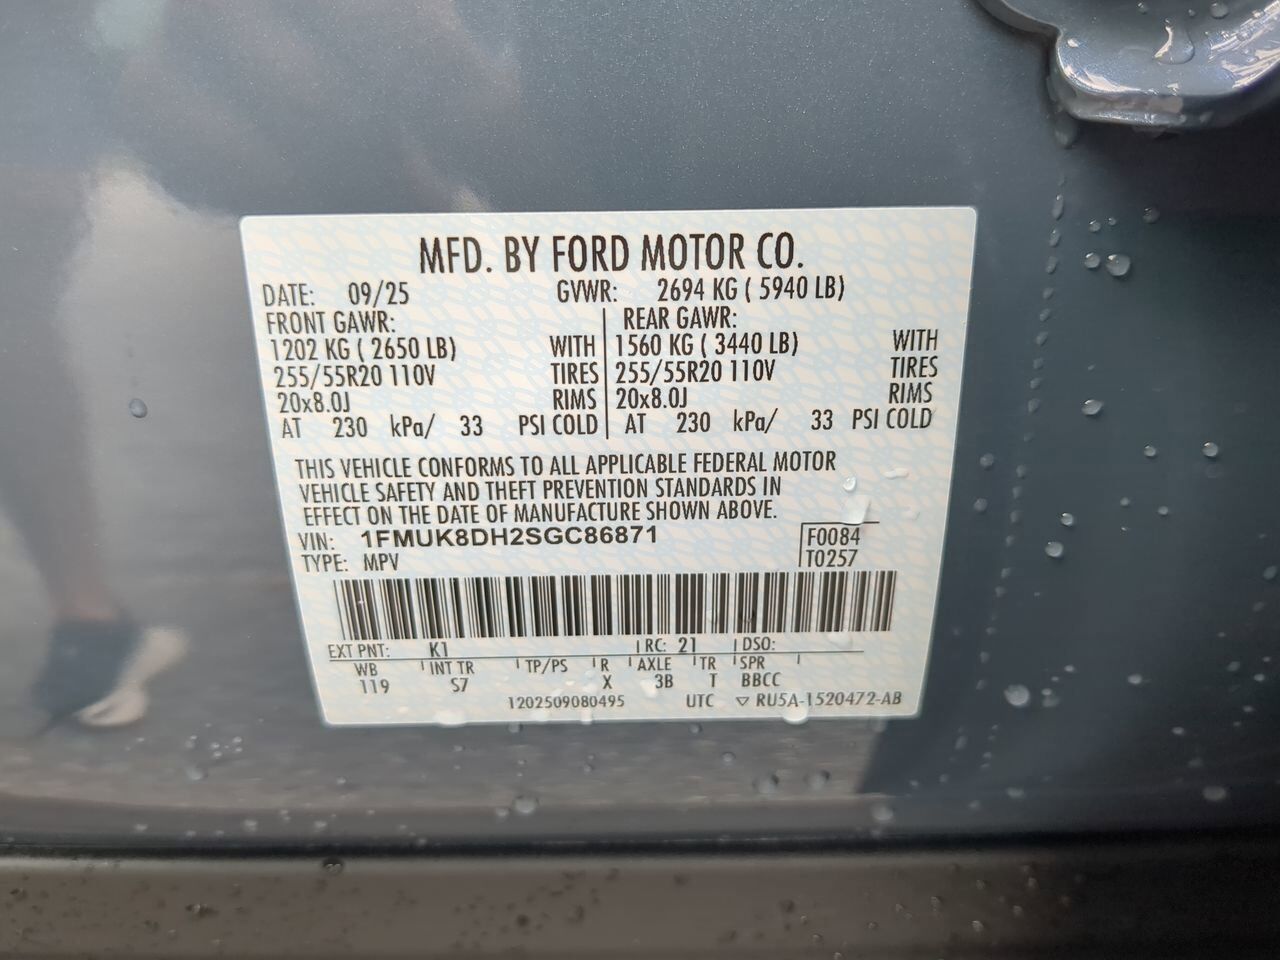 MFD. BY FORD MOTOR CO.
DATE: 09/25 GVWR: 2694 KG ( 5940 LB)
FRONT GAWR: REAR GAWR:
1202 KG ( 2650 LB) WITH 1560 KG ( 3440 LB) WITH
255/55R20 110V TIRES 255/55R20 110V TIRES
20x8.0J RIMS 20x8.0J RIMS
AT 230 kPa/ 33 PSI COLD AT 230 kPa/ 33 PSI COLD
THIS VEHICLE CONFORMS TO ALL APPLICABLE FEDERAL MOTOR
VEHICLE SAFETY AND THEFT PREVENTION STANDARDS IN
EFFECT ON THE DATE OF MANUFACTURE SHOWN ABOVE.
VIN: 1FMUK8DH2SGC86871 F0084
TYPE: MPV T0257
EXT PNT: K1 RC: 21 DSO:
WB INT TR TP/PS R AXLE TR SPR
119 S7 X 3B T BBCC
1202509080495 UTC ▽ RU5A-1520472-AB